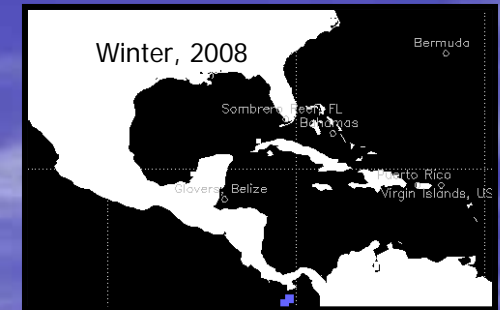 Winter, 2008
Bermuda
Sombrero Reef, FL
Bahamas
Puerto Rico
Virgin Islands, US
Glovers, Belize